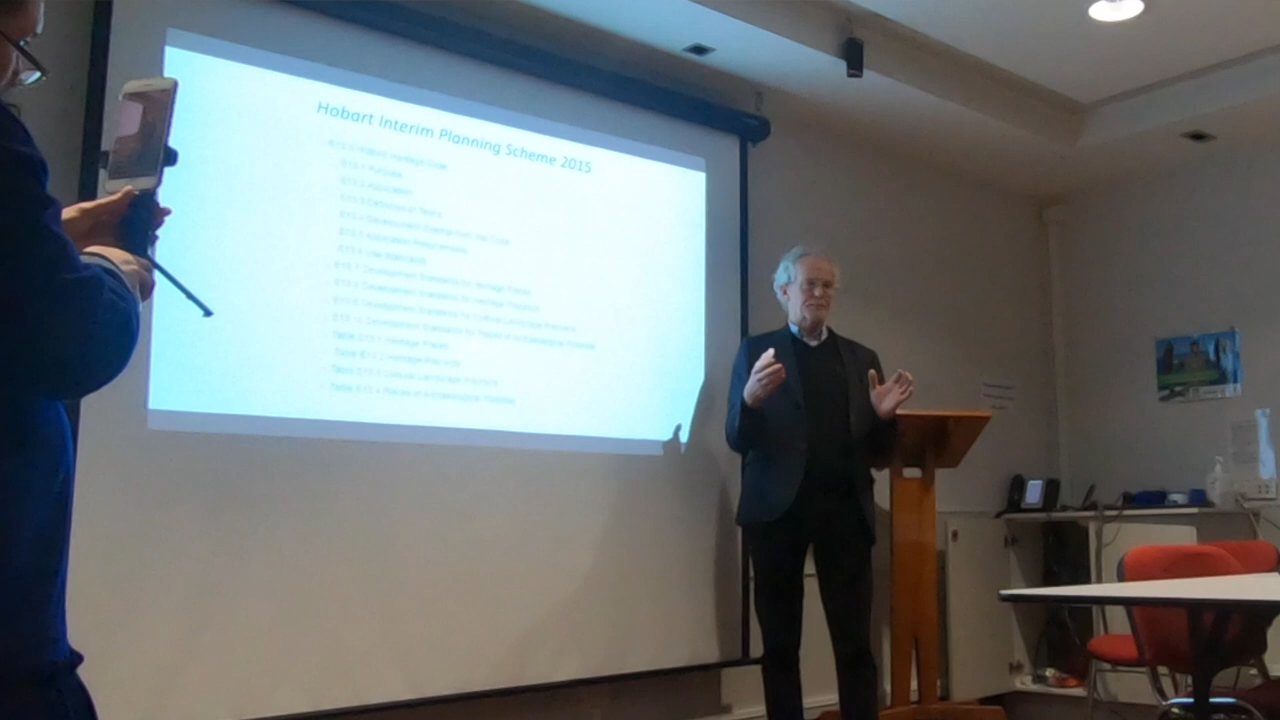 Hobart Interim Planning Scheme 2015
E13.0 Historic Heritage Code
E13.1 Purpose
E13.2 Application
E13.3 Definition of Terms
E13.4 Development Exempt from this Code
E13.5 Application Requirements
E13.6 Use Standards
E13.7 Development Standards for Heritage Places
E13.8 Development Standards for Heritage Precincts
E13.9 Development Standards for Cultural Landscape Precincts
E13.10 Development Standards for Places of Archaeological Potential
Table E13.1 Heritage Places
Table E13.2 Heritage Precincts
Table E13.3 Cultural Landscape Precincts
Table E13.4 Places of Archaeological Potential